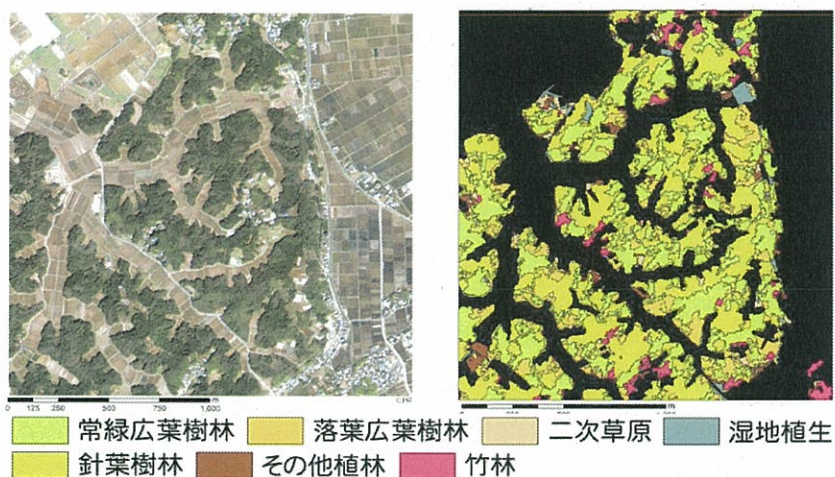 0 125 250 500 750 1,000 m
常緑広葉樹林 落葉広葉樹林 二次草原 湿地植生
針葉樹林 その他植林 竹林